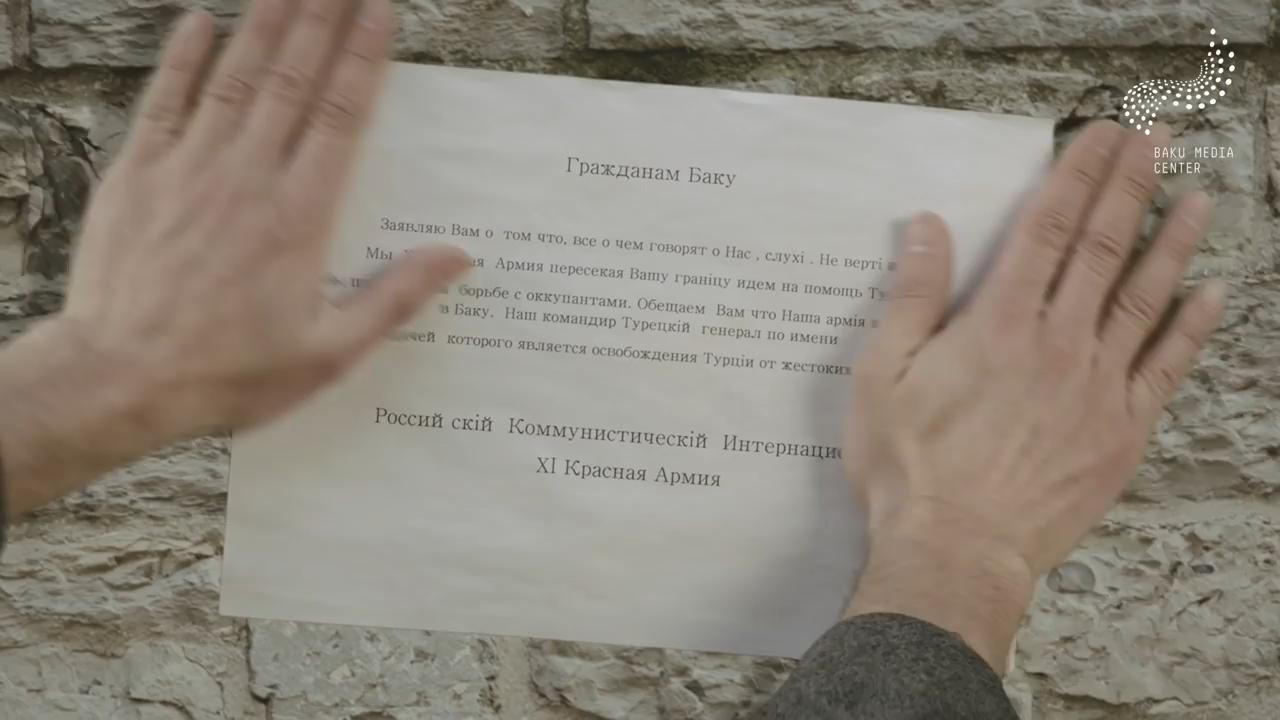 Гражданам Баку
Заявляю Вам о том что, все о чем говорят о Нас , слухі . Не верті
Мы Армия пересекая Вашу граніцу идем на помощь
борьбе с оккупантами. Обещаем Вам что Наша армія
в Баку. Наш командир Турецкій генерал по имени
которого является освобождения Турціи от жестоких
Россий скій Коммунистическій
XI Красная Армия
BAKU MEDIA
CENTER